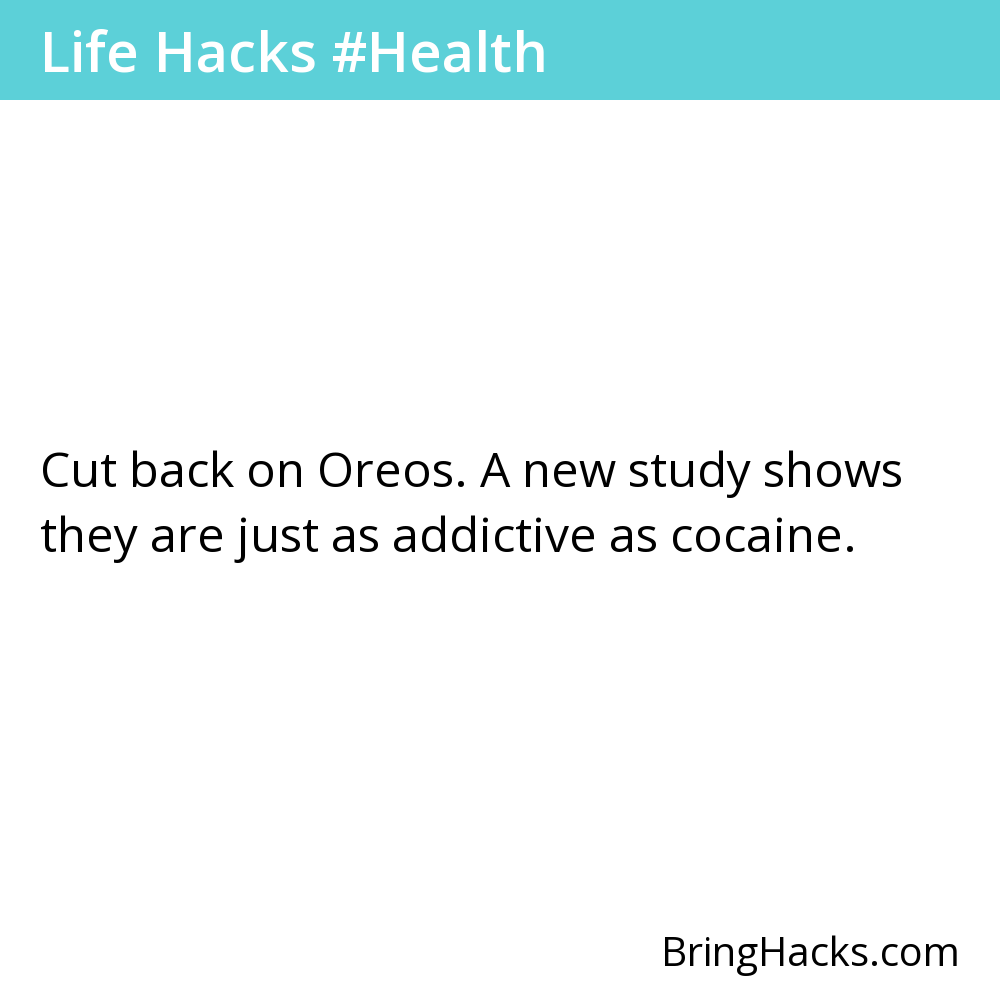 Life Hacks #Health
Cut back on Oreos. A new study shows
they are just as addictive as cocaine.
BringHacks.com